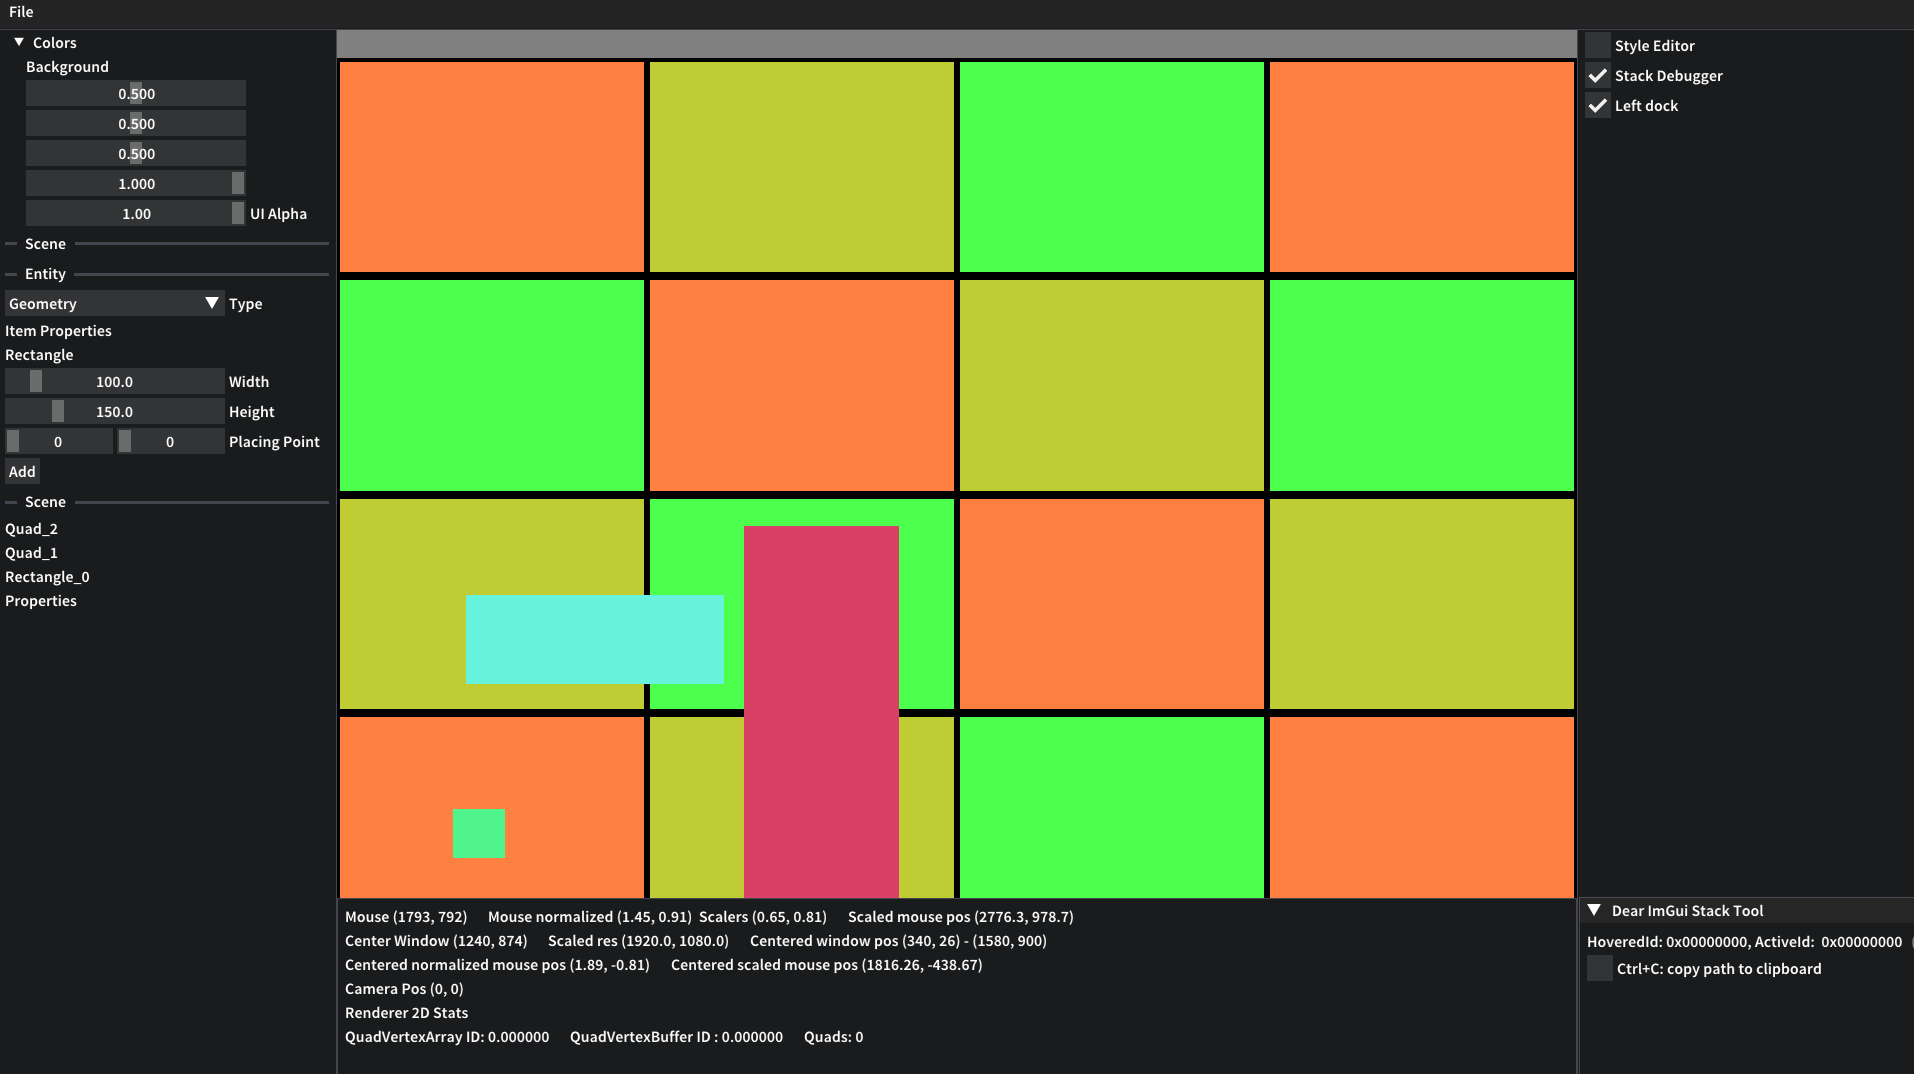 File
Colors
Background
0.500
0.500
0.500
1.000
1.00 UI Alpha
Scene
Entity
Geometry Type
Item Properties
Rectangle
100.0 Width
150.0 Height
0 0 Placing Point
Add
Scene
Quad_2
Quad_1
Rectangle_0
Properties
Mouse (1793, 792) Mouse normalized (1.45, 0.91) Scalers (0.65, 0.81) Scaled mouse pos (2776.3, 978.7)
Center Window (1240, 874) Scaled res (1920.0, 1080.0) Centered window pos (340, 26) - (1580, 900)
Centered normalized mouse pos (1.89, -0.81) Centered scaled mouse pos (1816.26, -438.67)
Camera Pos (0, 0)
Renderer 2D Stats
QuadVertexArray ID: 0.000000 QuadVertexBuffer ID : 0.000000 Quads: 0
Style Editor
Stack Debugger
Left dock
Dear ImGui Stack Tool
HoveredId: 0x00000000, ActiveId: 0x00000000
Ctrl+C: copy path to clipboard